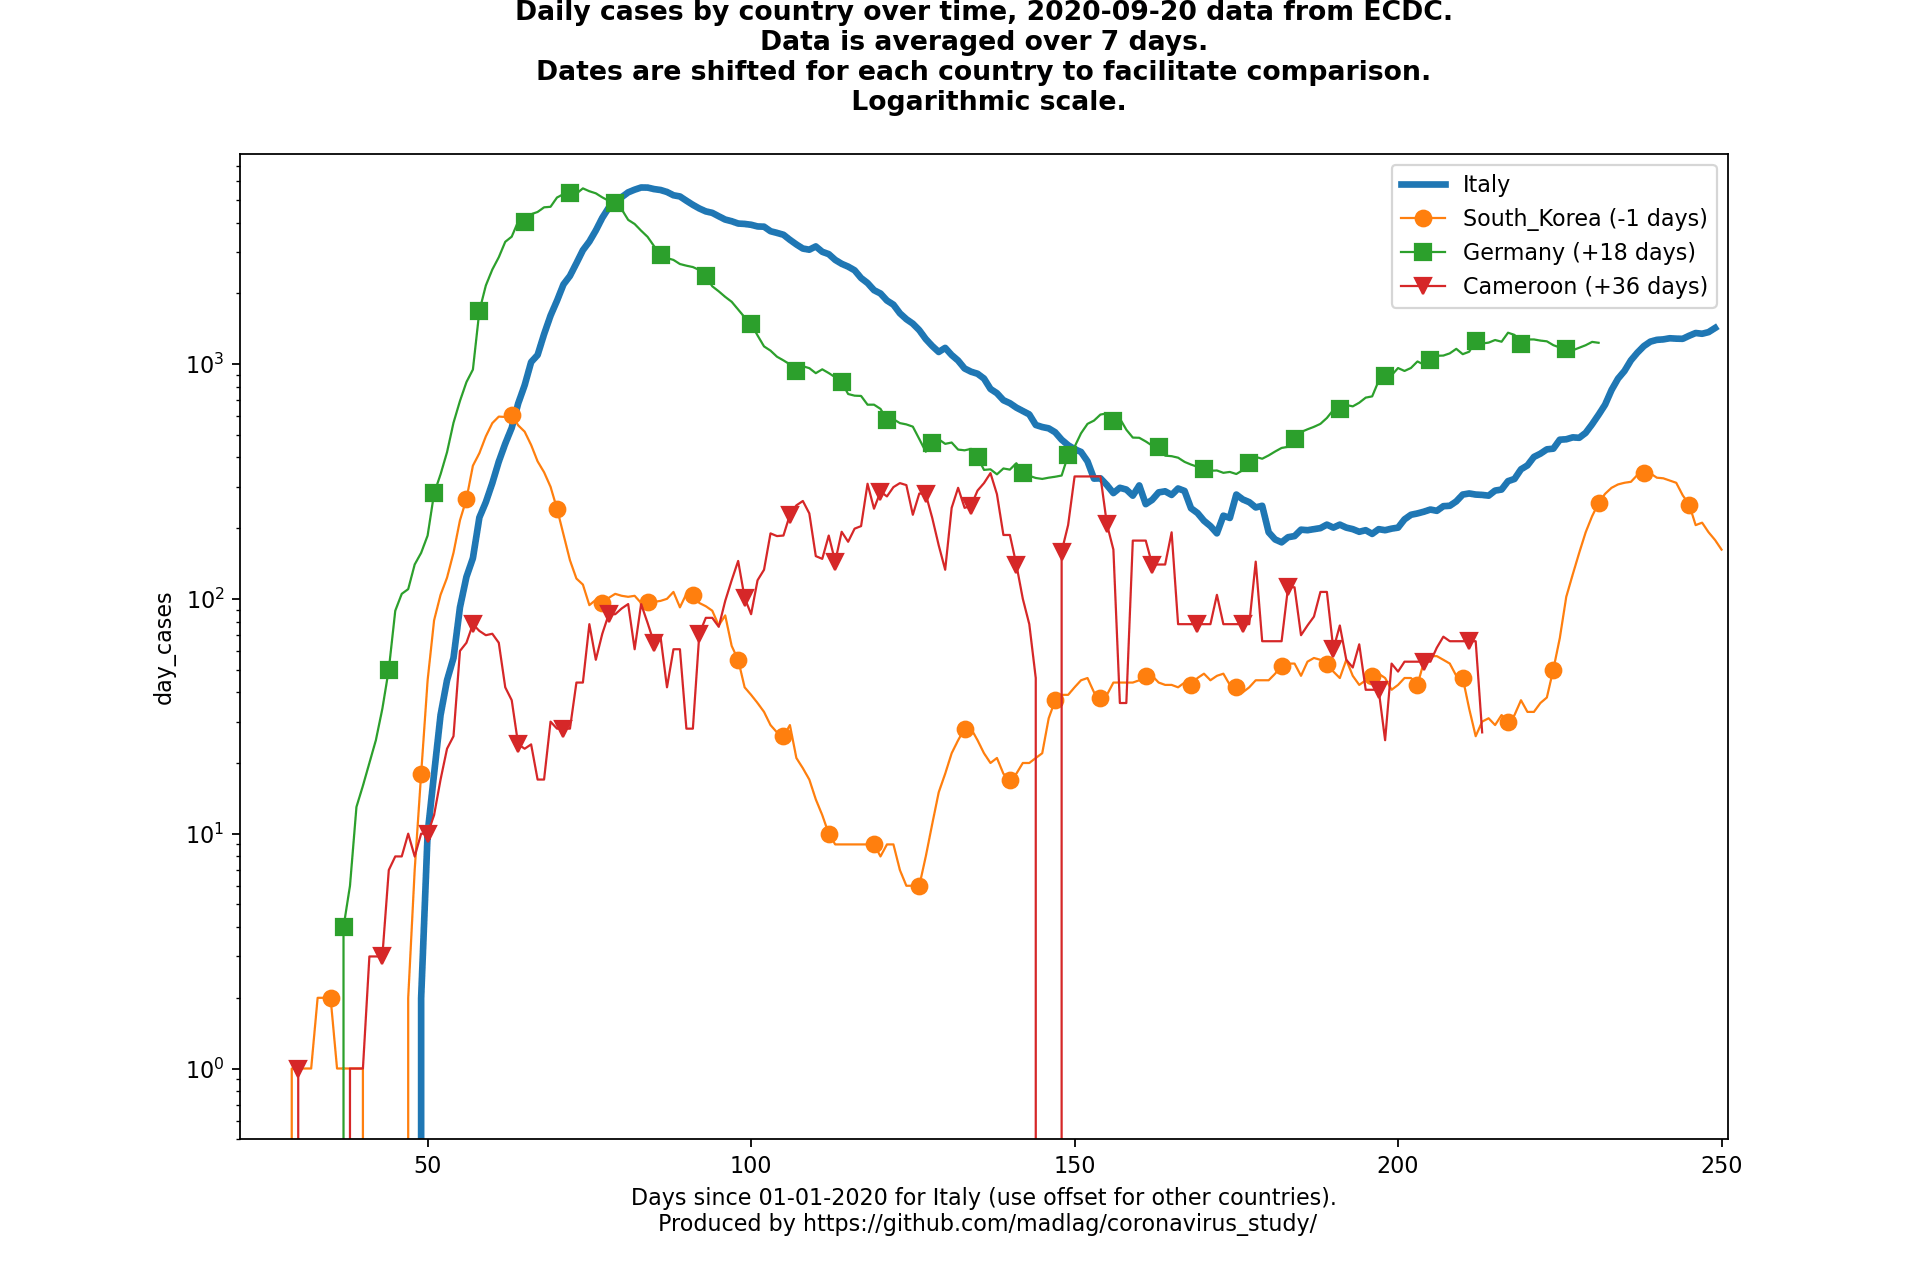 Daily cases by country over time, 2020-09-20 data from ECDC.
Data is averaged over 7 days.
Dates are shifted for each country to facilitate comparison.
Logarithmic scale.
Italy
South_Korea (-1 days)
Germany (+18 days)
Cameroon (+36 days)
day_cases
10³
10²
10¹
10⁰
50
100
150
200
250
Days since 01-01-2020 for Italy (use offset for other countries).
Produced by https://github.com/madlag/coronavirus_study/